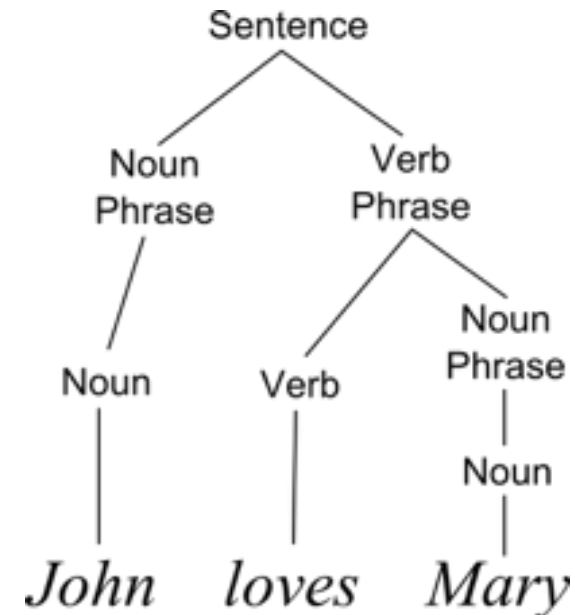 Sentence
Noun
Phrase
Verb
Phrase
Noun
Phrase
Noun
Verb
Noun
John loves Mary